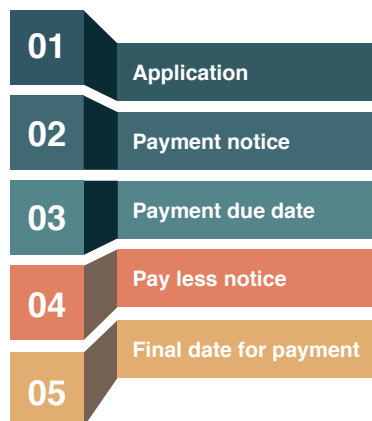 01
Application
02
Payment notice
03
Payment due date
04
Pay less notice
05
Final date for payment